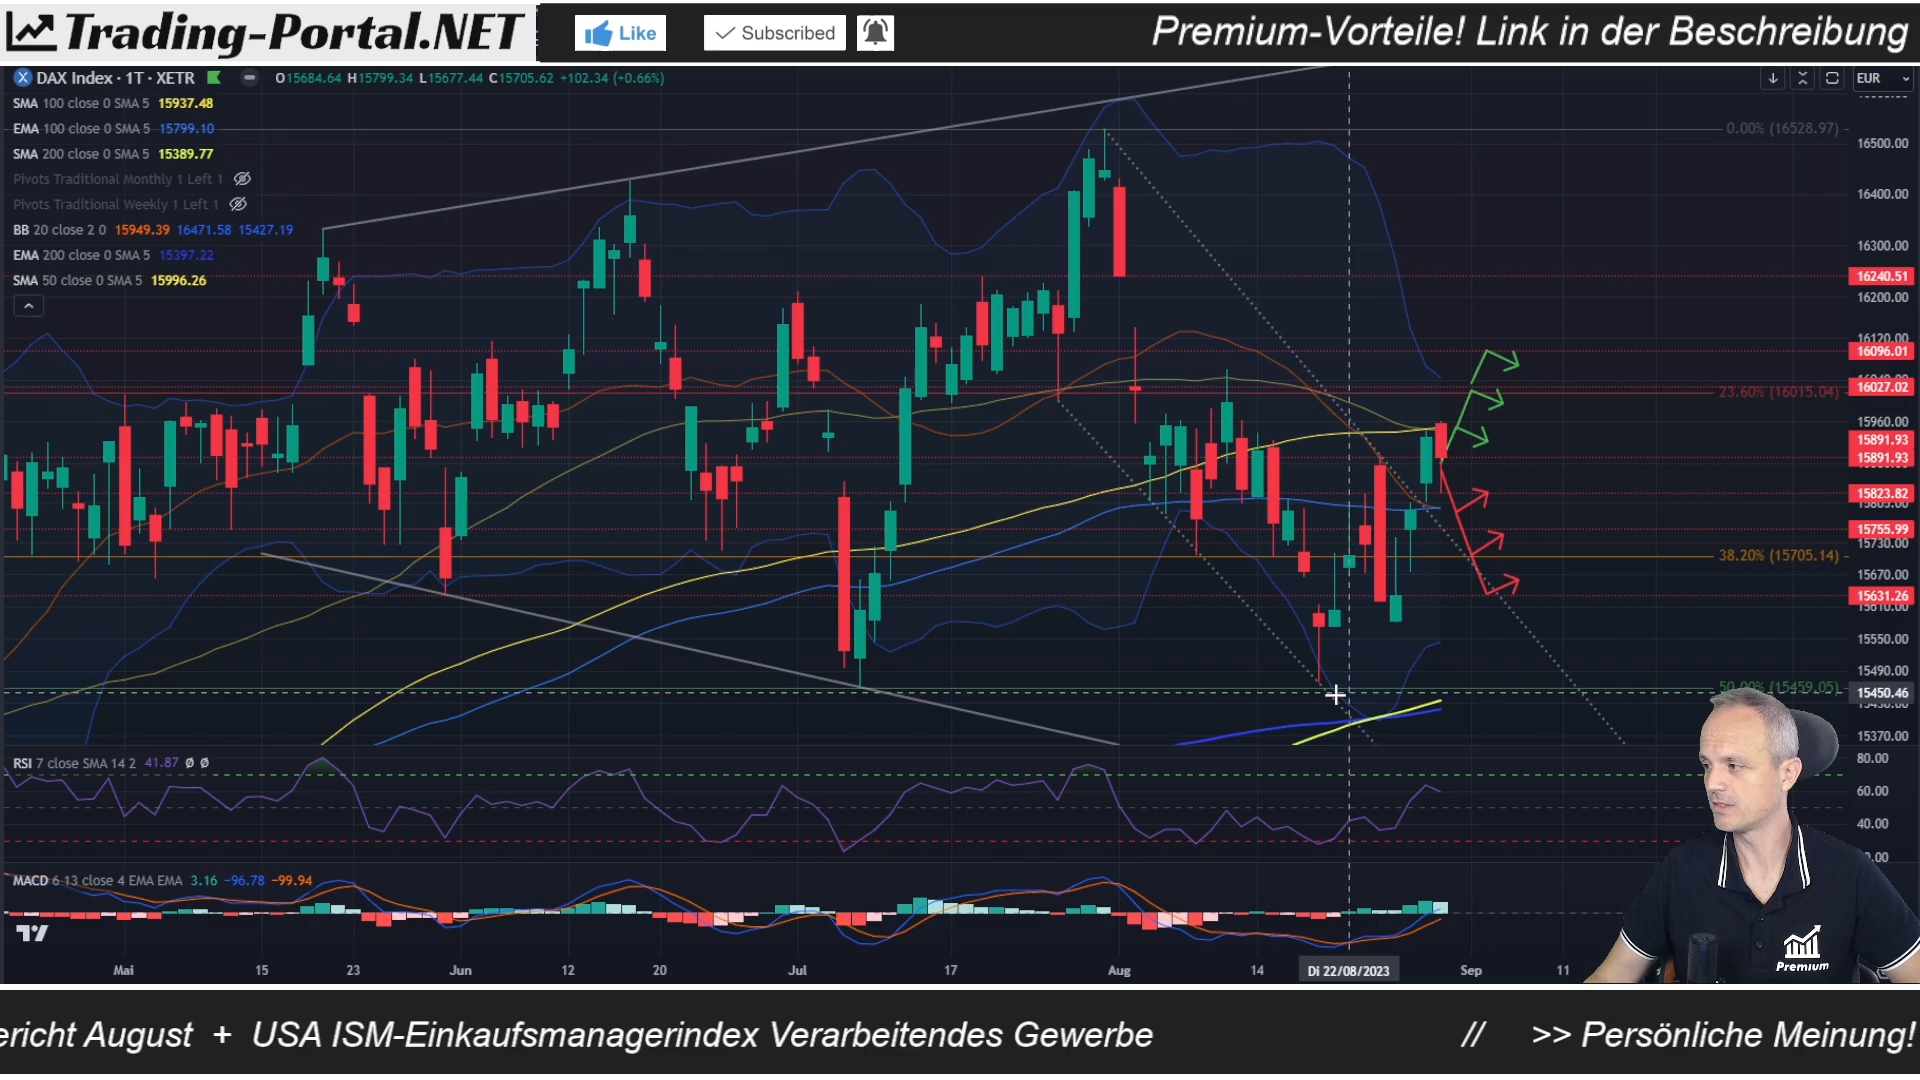 Trading-Portal.NET
Like
Subscribed
Premium-Vorteile! Link in der Beschreibung
DAX Index · 1T · XETR O15684.64 H15799.34 L15677.44 C15705.62 +102.34 (+0.66%)
EUR
SMA 100 close 0 SMA 5 15937.48
EMA 100 close 0 SMA 5 15799.10
SMA 200 close 0 SMA 5 15389.77
Pivots Traditional Monthly 1 Left 1
Pivots Traditional Weekly 1 Left 1
BB 20 close 2 0 15949.39 16471.58 15427.19
EMA 200 close 0 SMA 5 15397.22
SMA 50 close 0 SMA 5 15996.26
0.00% (16528.97)
16500.00
16400.00
16300.00
16240.51
16200.00
16120.00
16096.01
16027.02
23.60% (16015.04)
15960.00
15891.93
15891.93
15823.82
15755.99
15730.00
38.20% (15705.14)
15670.00
15631.26
15610.00
15550.00
15490.00
50.00% (15459.05)
15450.46
15370.00
RSI 7 close SMA 14 2 41.87 Ø Ø
80.00
60.00
40.00
MACD 6 13 close 4 EMA EMA 3.16 −96.78 −99.94
Mai 15 23 Jun 12 20 Jul 17 Aug 14 Di 22/08/2023 Sep 11
Premium
ericht August + USA ISM-Einkaufsmanagerindex Verarbeitendes Gewerbe // >> Persönliche Meinung!